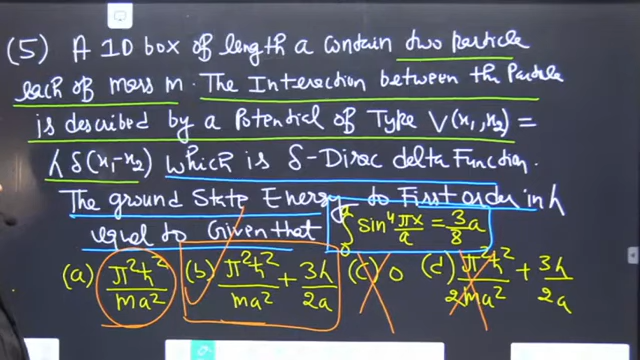 (5) A 1D box of length a contain two particle
each of mass m. The Interection between the Particle
is described by a Potential of Type V(x₁,x₂) =
λ δ(x₁-x₂) which is δ-Dirac delta Function.
The ground State Energy to First order in λ
equal to Given that ∫₀ᵃ sin⁴ πx/a = 3/8 a
(a) π²ħ²/ma² (b) π²ħ²/ma² + 3λ/2a (c) 0 (d) π²ħ²/2ma² + 3λ/2a